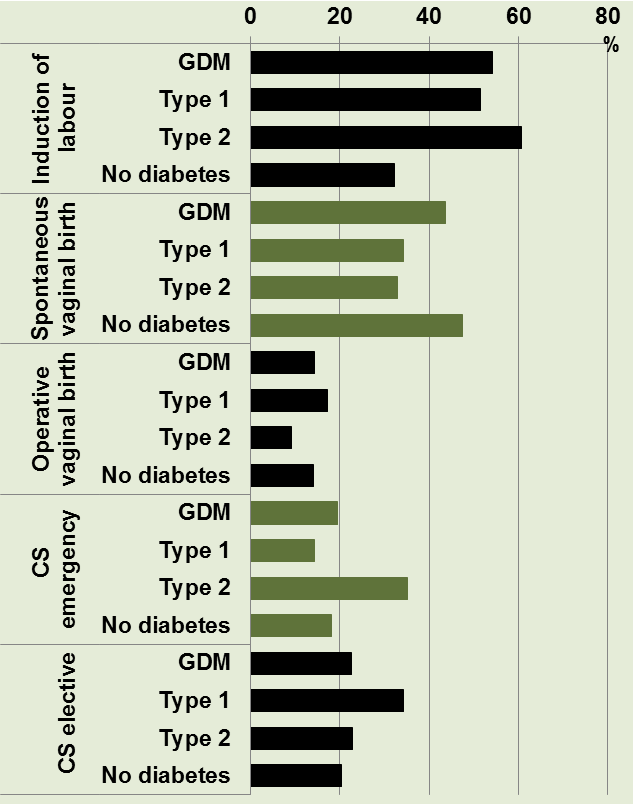 0 20 40 60 80
%
Induction of
labour
GDM
Type 1
Type 2
No diabetes
Spontaneous
vaginal birth
GDM
Type 1
Type 2
No diabetes
Operative
vaginal birth
GDM
Type 1
Type 2
No diabetes
CS
emergency
GDM
Type 1
Type 2
No diabetes
CS elective
GDM
Type 1
Type 2
No diabetes